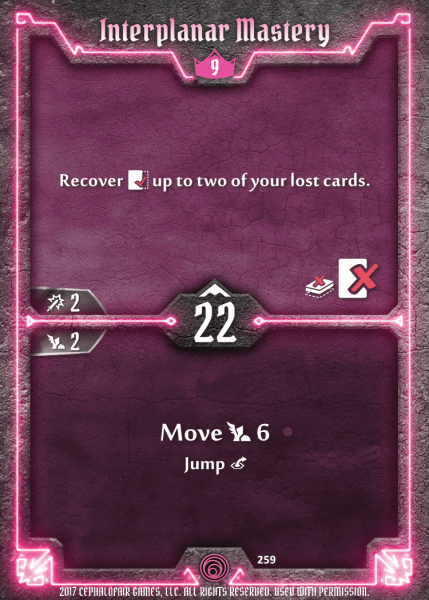 Interplanar Mastery
9
Recover up to two of your lost cards.
2
22
2
Move 6
Jump
259
2017 CEPHALOFAIR GAMES, LLC. ALL RIGHTS RESERVED. USED WITH PERMISSION.